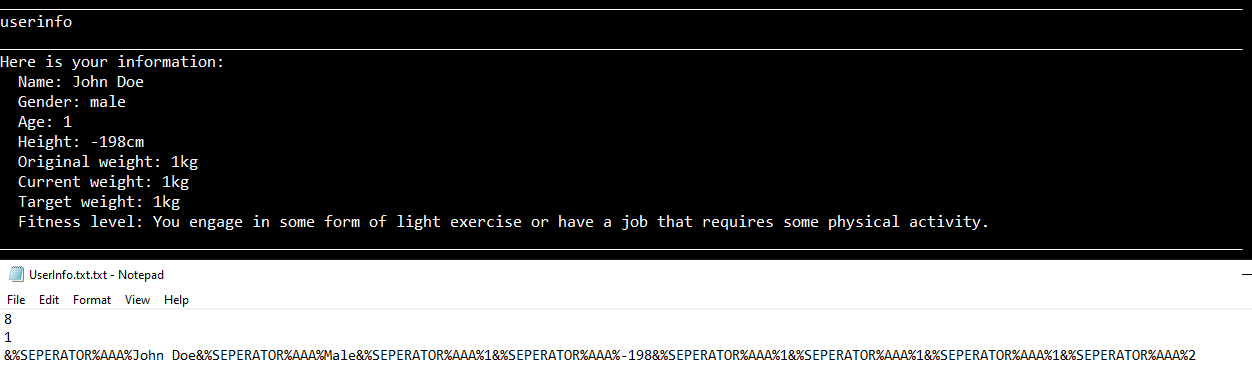 userinfo
Here is your information:
Name: John Doe
Gender: male
Age: 1
Height: -198cm
Original weight: 1kg
Current weight: 1kg
Target weight: 1kg
Fitness level: You engage in some form of light exercise or have a job that requires some physical activity.
UserInfo.txt.txt - Notepad
File Edit Format View Help
8
1
&%SEPERATOR%AAA%John Doe&%SEPERATOR%AAA%Male&%SEPERATOR%AAA%1&%SEPERATOR%AAA%-198&%SEPERATOR%AAA%1&%SEPERATOR%AAA%1&%SEPERATOR%AAA%1&%SEPERATOR%AAA%2